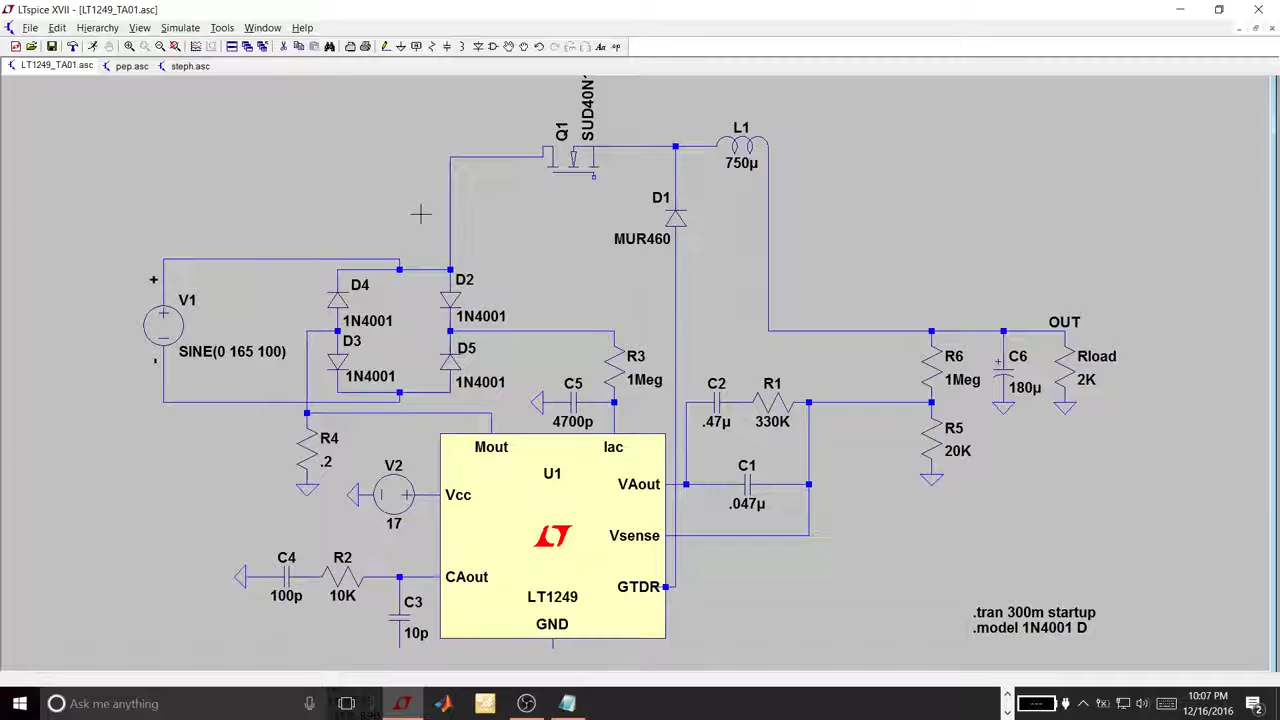 LTspice XVII - [LT1249_TA01.asc]
File Edit Hierarchy View Simulate Tools Window Help
LT1249_TA01.asc pep.asc steph.asc
Q1
SUD40N
L1
750µ
D1
MUR460
V1
SINE(0 165 100)
+
-
D4
1N4001
D2
1N4001
D3
1N4001
D5
1N4001
R3
1Meg
C5
4700p
OUT
R6
1Meg
C6
180µ
Rload
2K
R5
20K
C2
.47µ
R1
330K
C1
.047µ
R4
.2
V2
17
C4
100p
R2
10K
C3
10p
Mout Iac
U1
Vcc
VAout
Vsense
CAout
GTDR
LT1249
GND
.tran 300m startup
.model 1N4001 D
Ask me anything
10:07 PM
12/16/2016
2